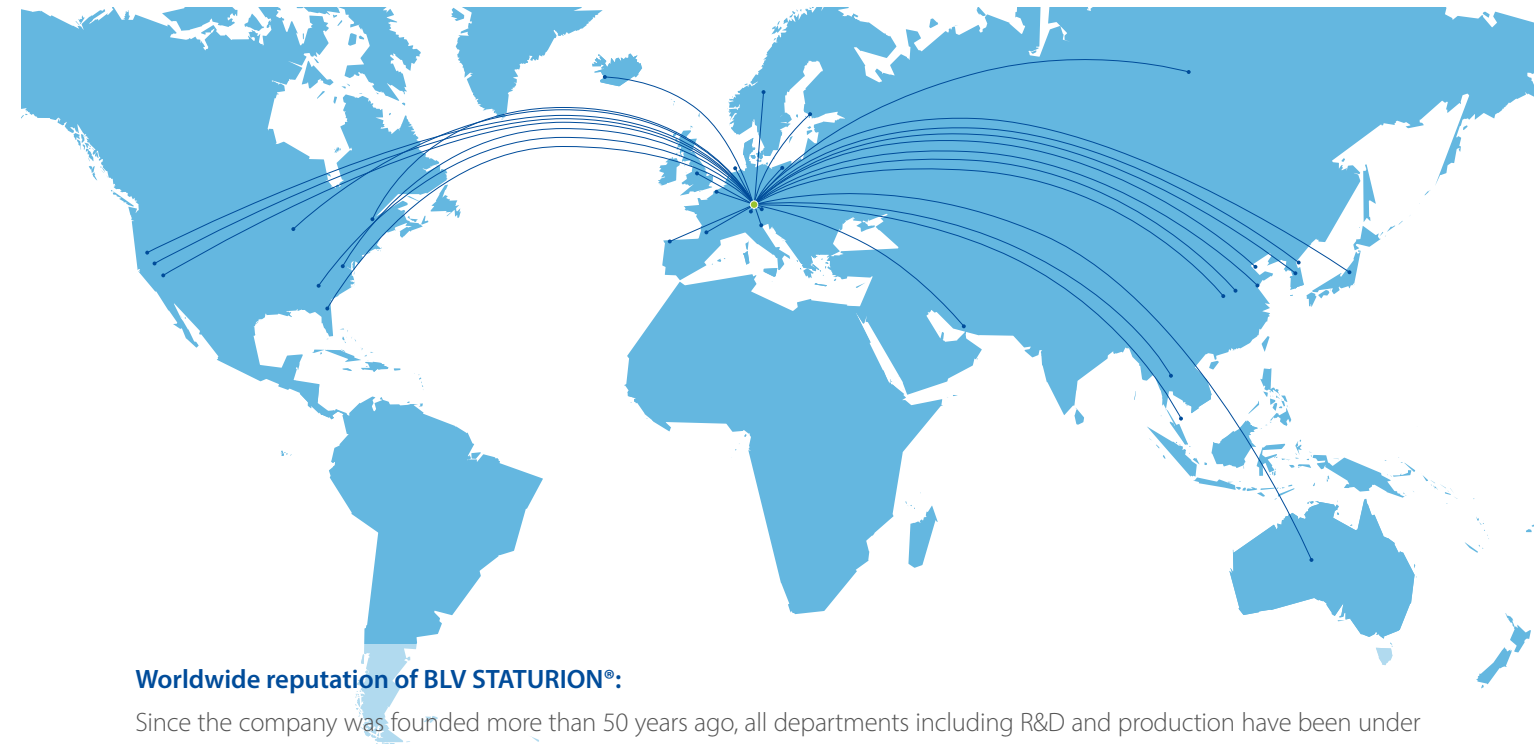 Worldwide reputation of BLV STATURION®:
Since the company was founded more than 50 years ago, all departments including R&D and production have been under